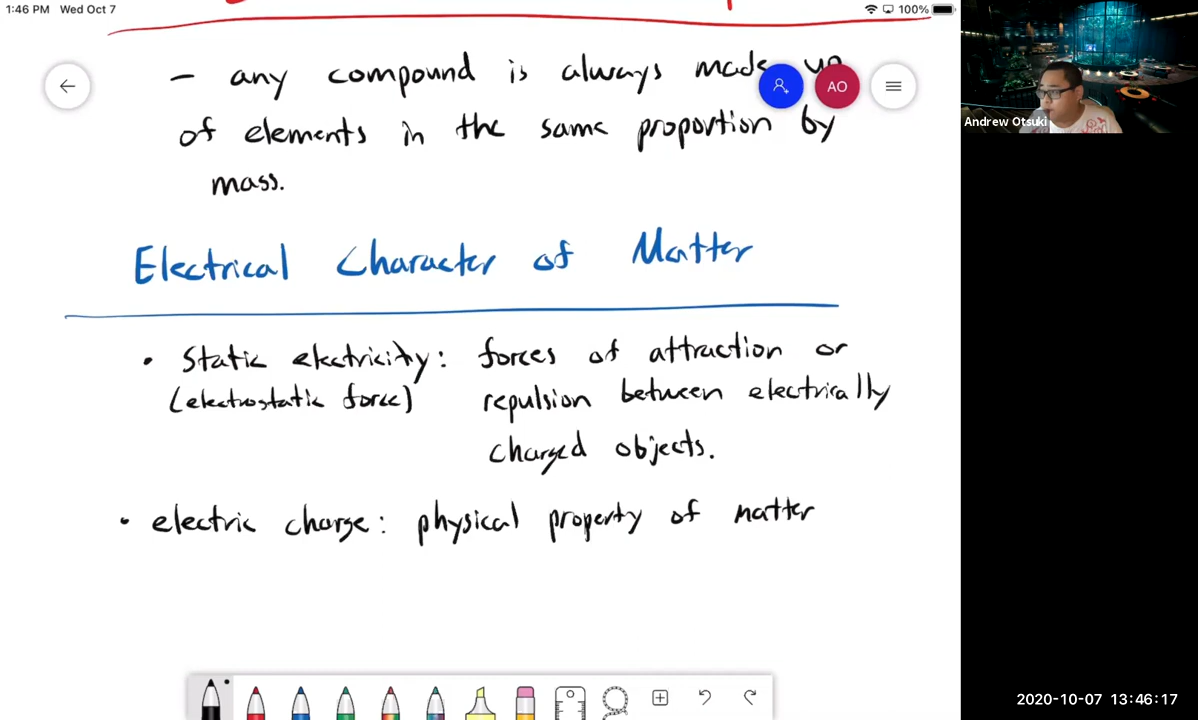 1:46 PM Wed Oct 7
100%
– any compound is always made up
AO
Andrew Otsuki
of elements in the same proportion by
mass.
Electrical Character of Matter
• Static electricity: forces of attraction or
(electrostatic force) repulsion between electrically
charged objects.
• electric charge: physical property of matter
2020-10-07 13:46:17